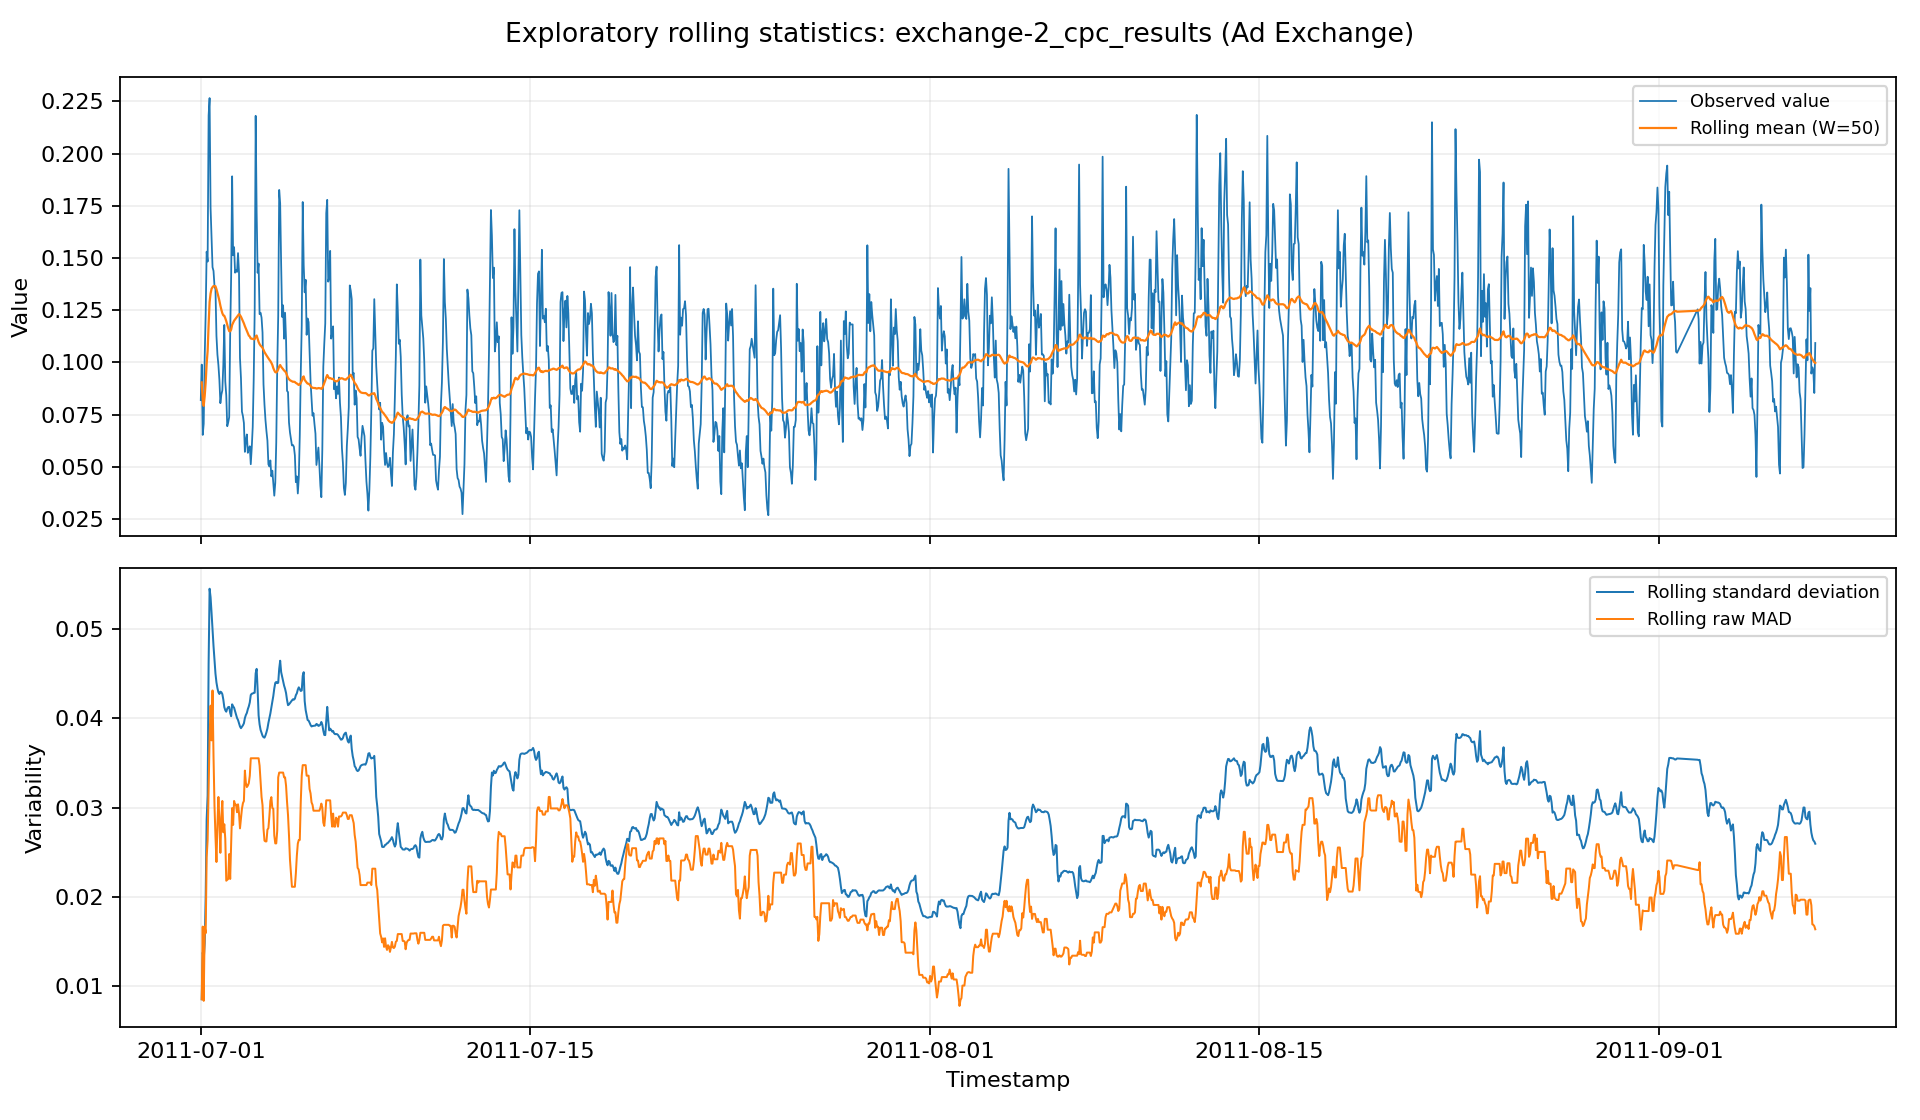 Exploratory rolling statistics: exchange-2_cpc_results (Ad Exchange)
Observed value
Rolling mean (W=50)
Value
0.225
0.200
0.175
0.150
0.125
0.100
0.075
0.050
0.025
Rolling standard deviation
Rolling raw MAD
Variability
0.05
0.04
0.03
0.02
0.01
2011-07-01
2011-07-15
2011-08-01
2011-08-15
2011-09-01
Timestamp